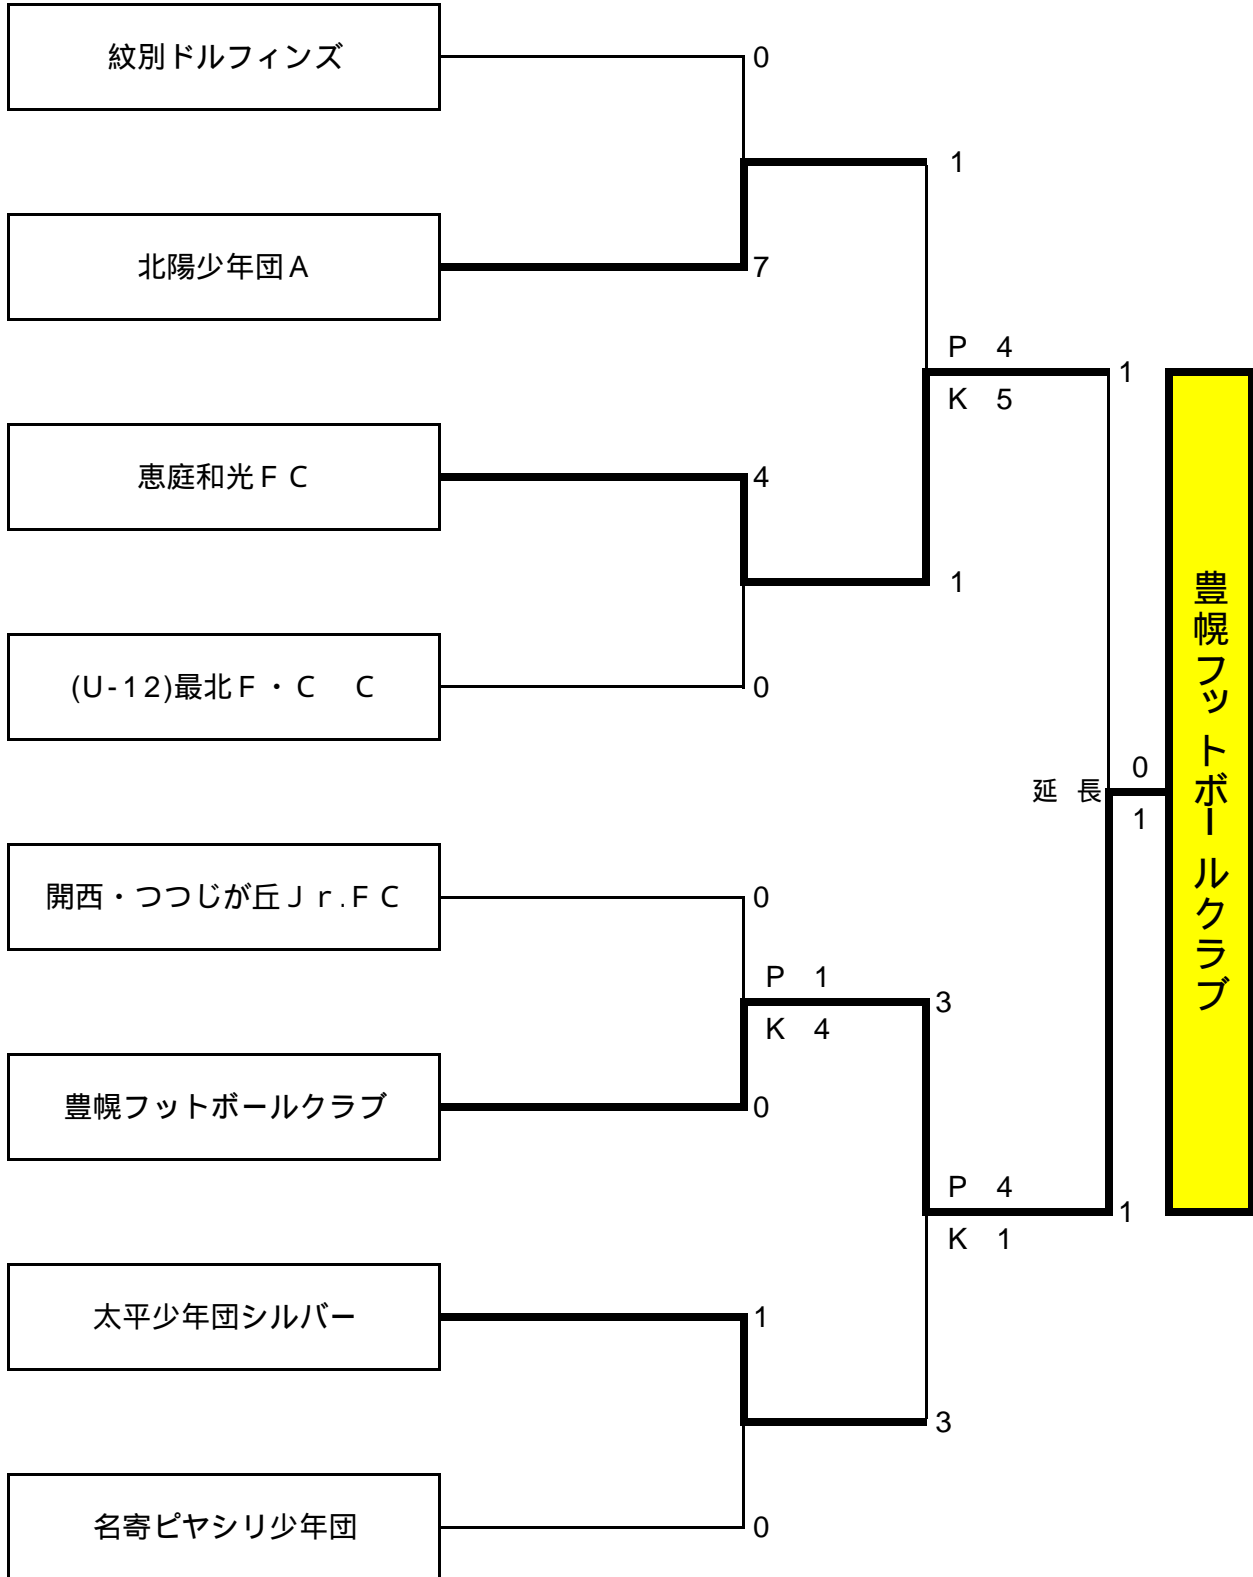 紋別ドルフィンズ
0
1
北陽少年団A
7
P 4
1
K 5
恵庭和光FC
4
1
(U-12)最北F・C C
0
延長
0
1
豊幌フットボールクラブ
開西・つつじが丘Jr.FC
0
P 1
3
K 4
豊幌フットボールクラブ
0
P 4
1
K 1
太平少年団シルバー
1
3
名寄ピヤシリ少年団
0